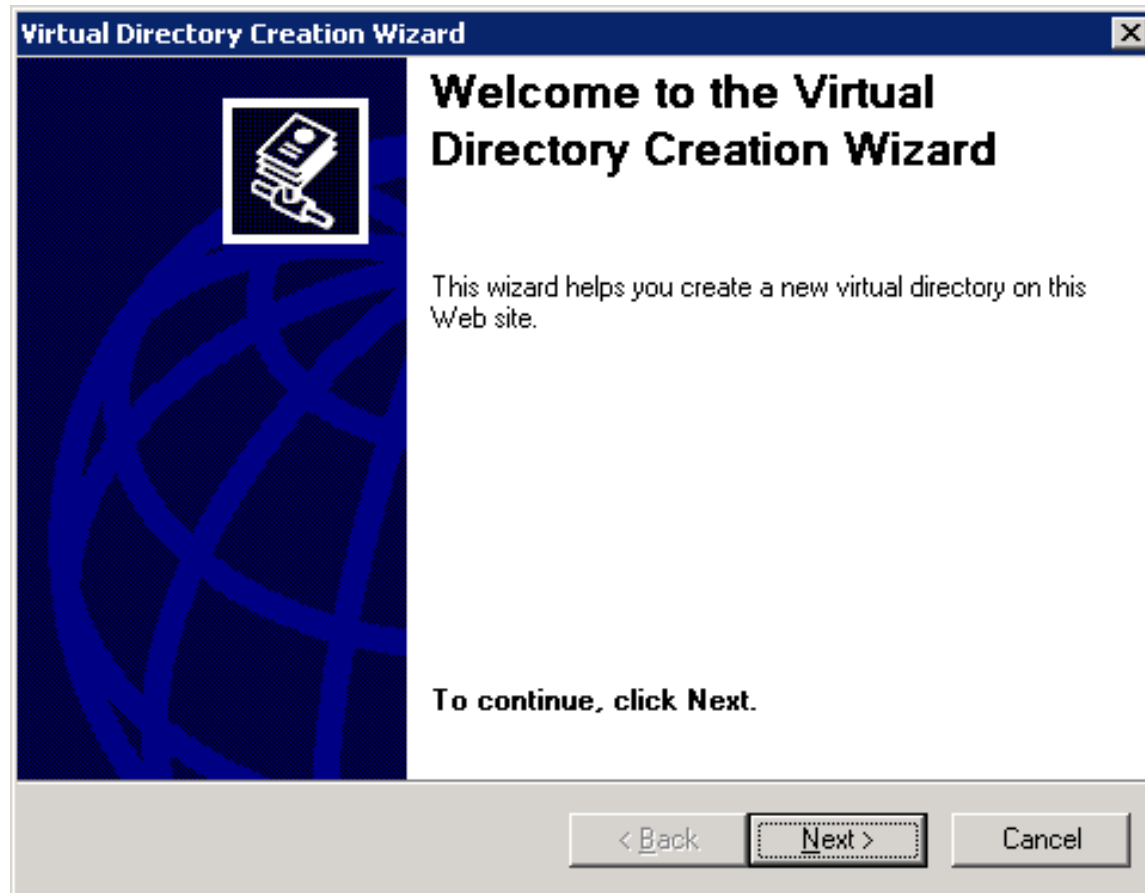 Virtual Directory Creation Wizard
Welcome to the Virtual
Directory Creation Wizard
This wizard helps you create a new virtual directory on this
Web site.
To continue, click Next.
< Back
Next >
Cancel